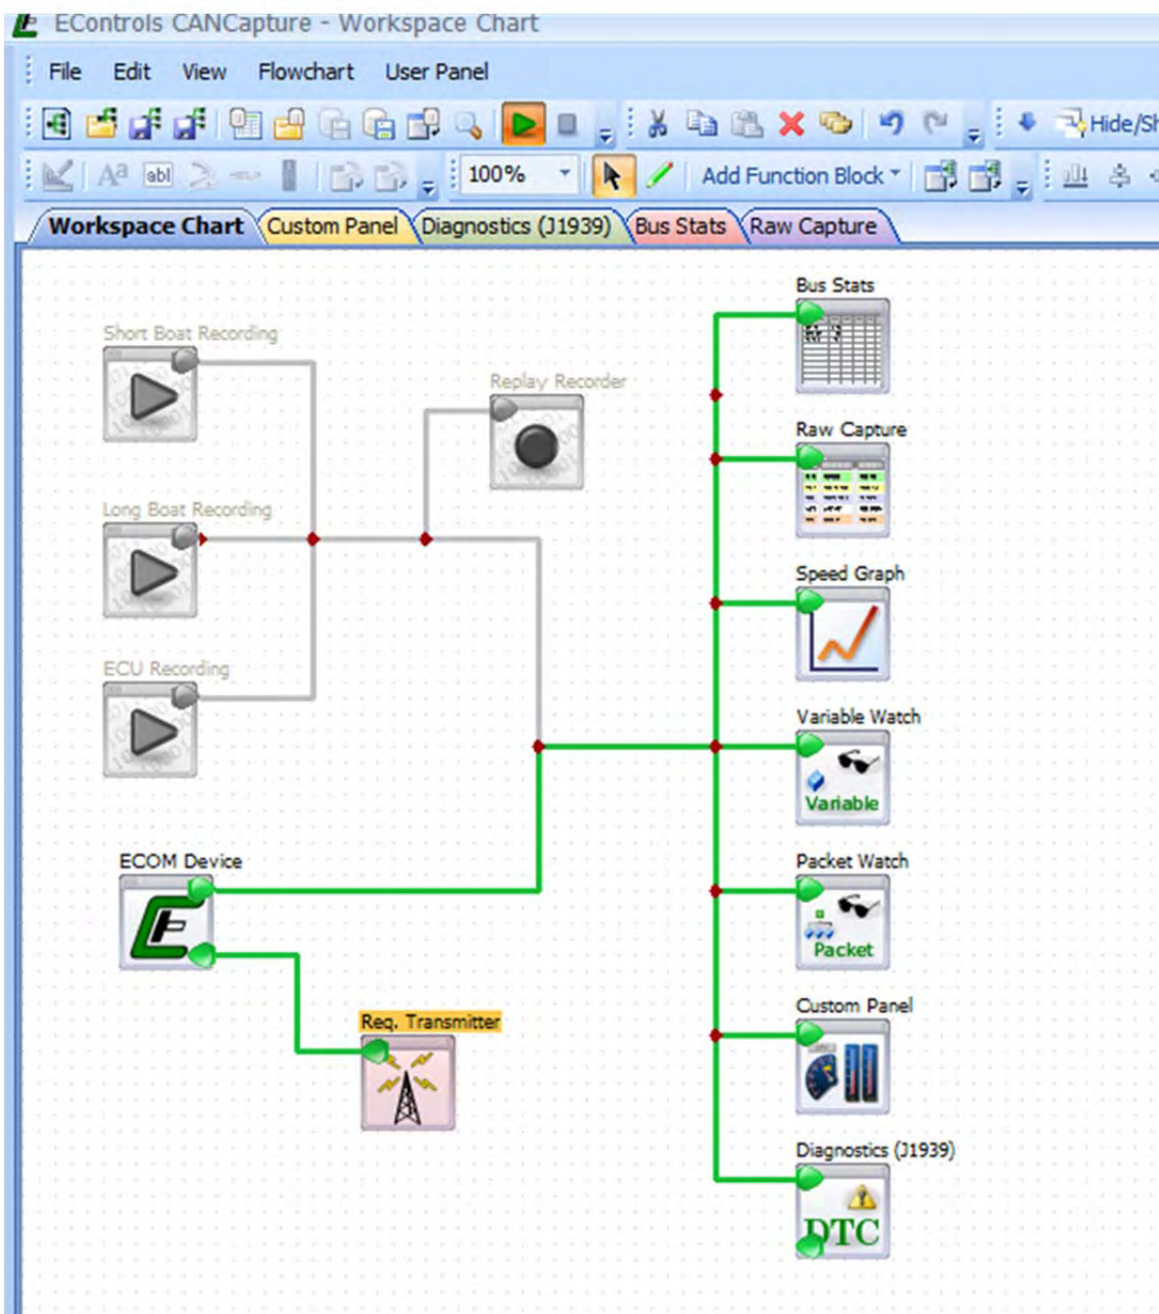 EControls CANCapture - Workspace Chart
File Edit View Flowchart User Panel
Hide/Sh
Aa abl 100% Add Function Block
Workspace Chart Custom Panel Diagnostics (J1939) Bus Stats Raw Capture
Bus Stats
Short Boat Recording
Replay Recorder
Raw Capture
Long Boat Recording
Speed Graph
ECU Recording
Variable Watch
Variable
ECOM Device
Packet Watch
Packet
Custom Panel
Req. Transmitter
Diagnostics (J1939)
DTC